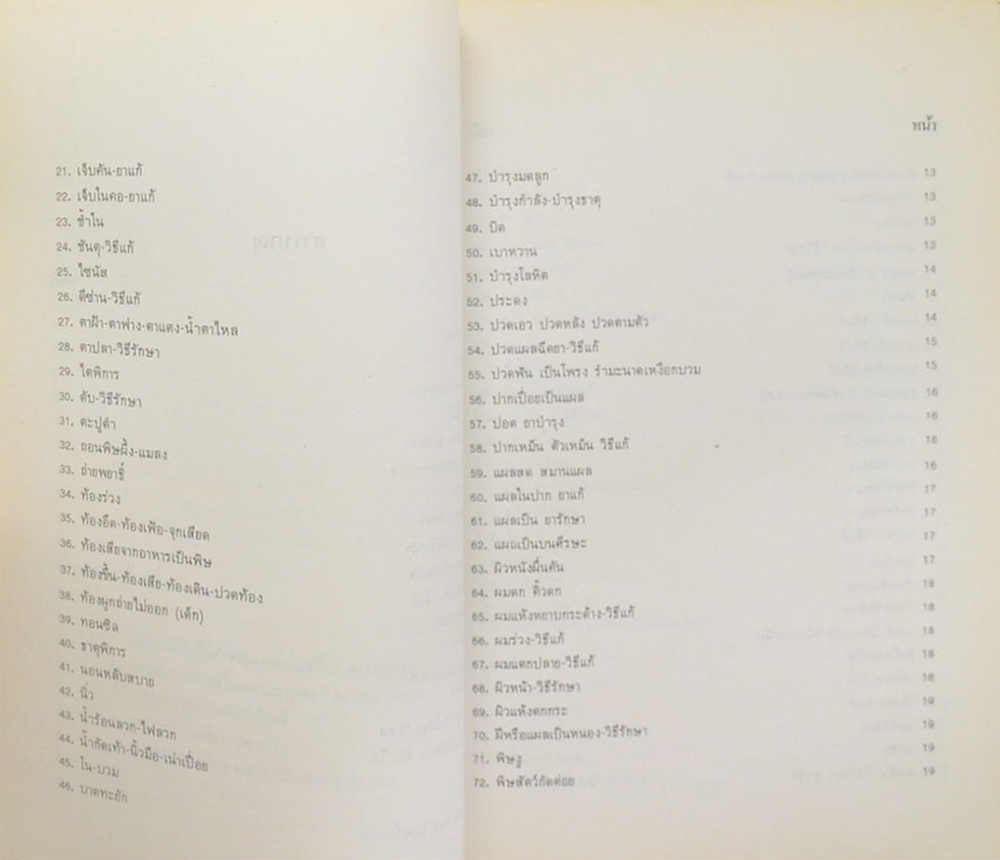 21. เจ็บคัน-ยาแก้
22. เจ็บในคอ-ยาแก้
23. ช้ำใน
24. ชันตุ-วิธีแก้
25. ไซนัส
26. ดีซ่าน-วิธีแก้
27. ตาฝ้า-ตาฟาง-ตาแดง-น้ำตาไหล
28. ตาปลา-วิธีรักษา
29. ไตพิการ
30. ตับ-วิธีรักษา
31. ตะปูตำ
32. ถอนพิษผึ้ง-แมลง
33. ถ่ายพยาธิ์
34. ท้องร่วง
35. ท้องอืด-ท้องเฟ้อ-จุกเสียด
36. ท้องเสียจากอาหารเป็นพิษ
37. ท้องขึ้น-ท้องเสีย-ท้องเดิน-ปวดท้อง
38. ท้องผูกถ่ายไม่ออก (เด็ก)
39. ทอนซิล
40. ธาตุพิการ
41. นอนหลับสบาย
42. นิ่ว
43. น้ำร้อนลวก-ไฟลวก
44. น้ำกัดเท้า-นิ้วมือ-เน่าเปื่อย
45. โน-บวม
46. บาดทะยัก
หน้า
47. บำรุงมดลูก 13
48. บำรุงกำลัง-บำรุงธาตุ 13
49. บิด 13
50. เบาหวาน 13
51. บำรุงโลหิต 14
52. ประดง 14
53. ปวดเอว ปวดหลัง ปวดตามตัว 14
54. ปวดแผลฉีดยา-วิธีแก้ 15
55. ปวดฟัน เป็นโพรง รำมะนาดเหงือกบวม 15
56. ปากเปื่อยเป็นแผล 16
57. ปอด ยาบำรุง 16
58. ปากเหม็น ตัวเหม็น วิธีแก้ 16
59. แผลสด สมานแผล 16
60. แผลในปาก ยาแก้ 17
61. แผลเป็น ยารักษา 17
62. แผลเป็นบนศีรษะ 17
63. ผิวหนังผื่นคัน 17
64. ผมดก คิ้วดก 18
65. ผมแห้งหยาบกระด้าง-วิธีแก้ 18
66. ผมร่วง-วิธีแก้ 18
67. ผมแตกปลาย-วิธีแก้ 18
68. ผิวหน้า-วิธีรักษา 18
69. ผิวแห้งตกกระ 19
70. ฝีหรือแผลเป็นหนอง-วิธีรักษา 19
71. พิษงู 19
72. พิษสัตว์กัดต่อย 19